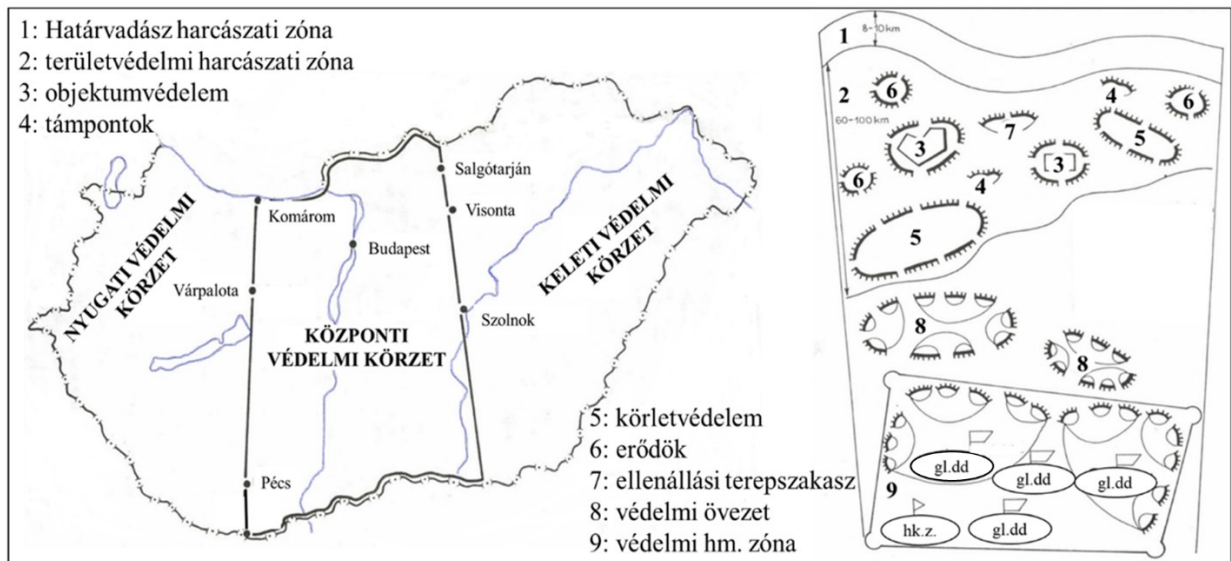 1: Határvadász harcászati zóna
2: területvédelmi harcászati zóna
3: objektumvédelem
4: támpontok
NYUGATI VÉDELMI
KÖRZET
Komárom
Várpalota
Pécs
Budapest
KÖZPONTI
VÉDELMI KÖRZET
Salgótarján
Visonta
Szolnok
KELETI VÉDELMI
KÖRZET
5: körletvédelem
6: erődök
7: ellenállási terepszakasz
8: védelmi övezet
9: védelmi hm. zóna
1
8-10 km
2
60-100 km
6
4
6
7
5
3
3
6
4
5
8
8
9
gl.dd
gl.dd
gl.dd
hk.z.
gl.dd